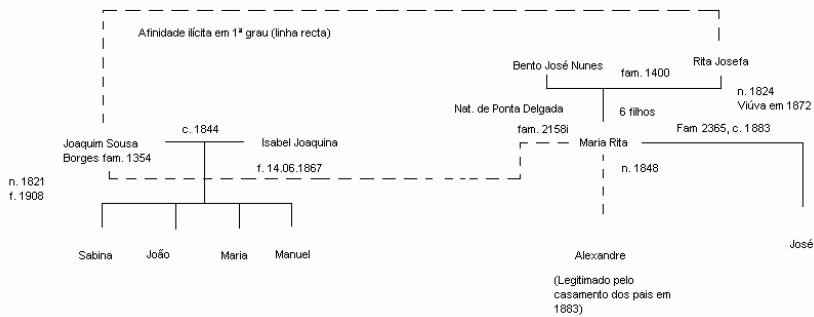 Afinidade ilícita em 1ª grau (linha recta)
Bento José Nunes
fam. 1400
Rita Josefa
n. 1824
Viúva em 1872
Nat. de Ponta Delgada
6 filhos
Joaquim Sousa
Borges fam. 1354
c. 1844
Isabel Joaquina
fam. 2158i
Maria Rita
Fam 2365, c. 1883
f. 14.06.1867
n. 1848
n. 1821
f. 1908
Sabina
João
Maria
Manuel
Alexandre
José
(Legitimado pelo
casamento dos pais em
1883)